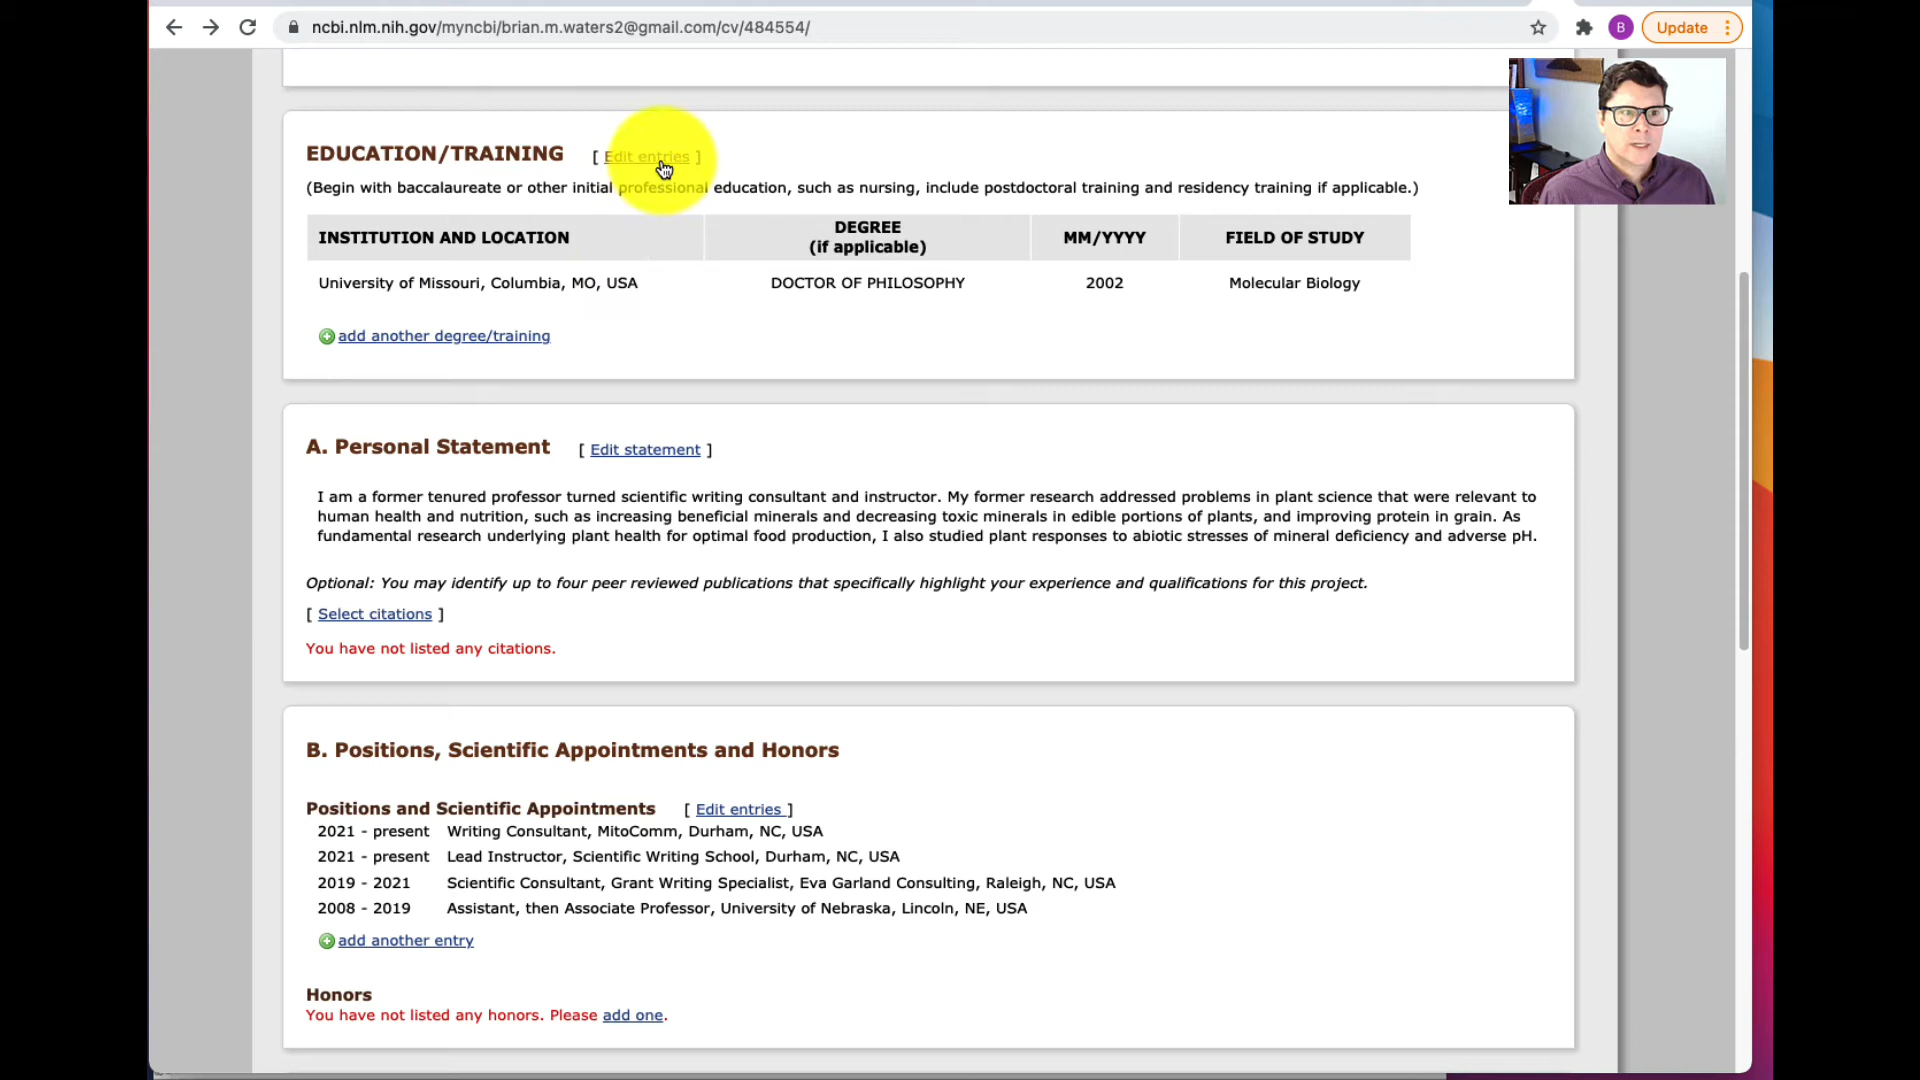 ncbi.nlm.nih.gov/myncbi/brian.m.waters2@gmail.com/cv/484554/
B
Update
EDUCATION/TRAINING [ Edit entries ]
(Begin with baccalaureate or other initial professional education, such as nursing, include postdoctoral training and residency training if applicable.)
INSTITUTION AND LOCATION DEGREE (if applicable) MM/YYYY FIELD OF STUDY
University of Missouri, Columbia, MO, USA DOCTOR OF PHILOSOPHY 2002 Molecular Biology
add another degree/training
A. Personal Statement [ Edit statement ]
I am a former tenured professor turned scientific writing consultant and instructor. My former research addressed problems in plant science that were relevant to
human health and nutrition, such as increasing beneficial minerals and decreasing toxic minerals in edible portions of plants, and improving protein in grain. As
fundamental research underlying plant health for optimal food production, I also studied plant responses to abiotic stresses of mineral deficiency and adverse pH.
Optional: You may identify up to four peer reviewed publications that specifically highlight your experience and qualifications for this project.
[ Select citations ]
You have not listed any citations.
B. Positions, Scientific Appointments and Honors
Positions and Scientific Appointments [ Edit entries ]
2021 - present Writing Consultant, MitoComm, Durham, NC, USA
2021 - present Lead Instructor, Scientific Writing School, Durham, NC, USA
2019 - 2021 Scientific Consultant, Grant Writing Specialist, Eva Garland Consulting, Raleigh, NC, USA
2008 - 2019 Assistant, then Associate Professor, University of Nebraska, Lincoln, NE, USA
add another entry
Honors
You have not listed any honors. Please add one.